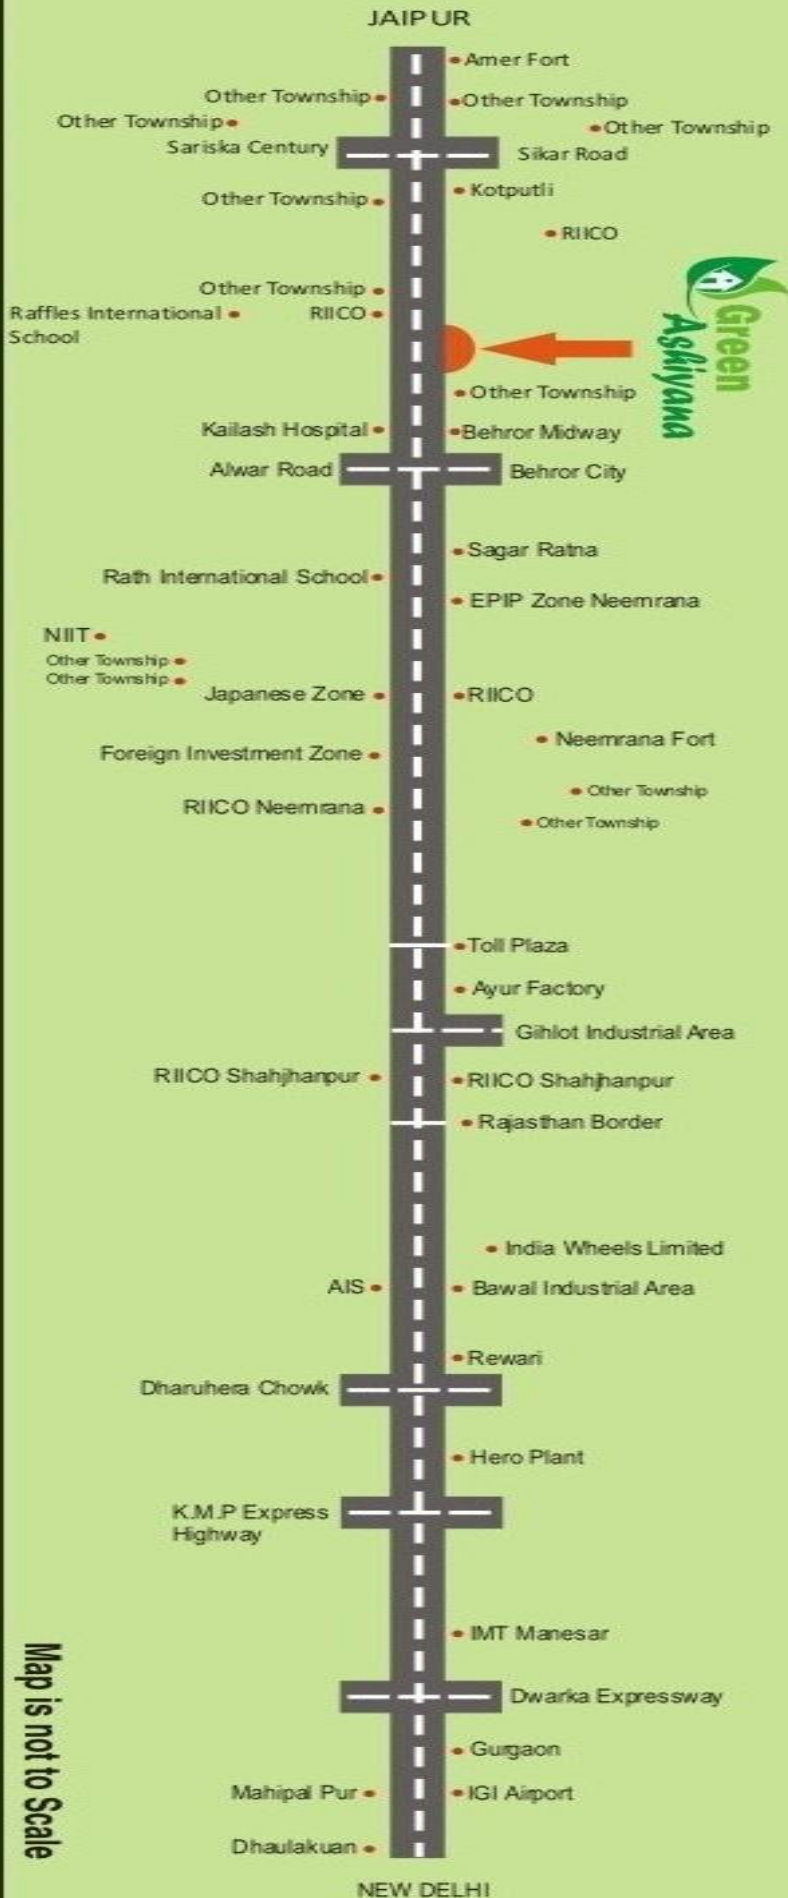 JAIPUR
Amer Fort
Other Township
Other Township
Other Township
Other Township
Sariska Century
Sikar Road
Kotputli
Other Township
RIICO
Other Township
Raffles International
School
RIICO
Green
Ashiyana
Other Township
Kailash Hospital
Behror Midway
Alwar Road
Behror City
Sagar Ratna
Rath International School
EPIP Zone Neemrana
NIIT
Other Township
Other Township
Japanese Zone
RIICO
Neemrana Fort
Foreign Investment Zone
Other Township
RIICO Neemrana
Other Township
Toll Plaza
Ayur Factory
Gihlot Industrial Area
RIICO Shahjhanpur
RIICO Shahjhanpur
Rajasthan Border
India Wheels Limited
AIS
Bawal Industrial Area
Rewari
Dharuhera Chowk
Hero Plant
K.M.P Express
Highway
IMT Manesar
Dwarka Expressway
Gurgaon
Mahipal Pur
IGI Airport
Dhaulakuan
NEW DELHI
Map is not to Scale